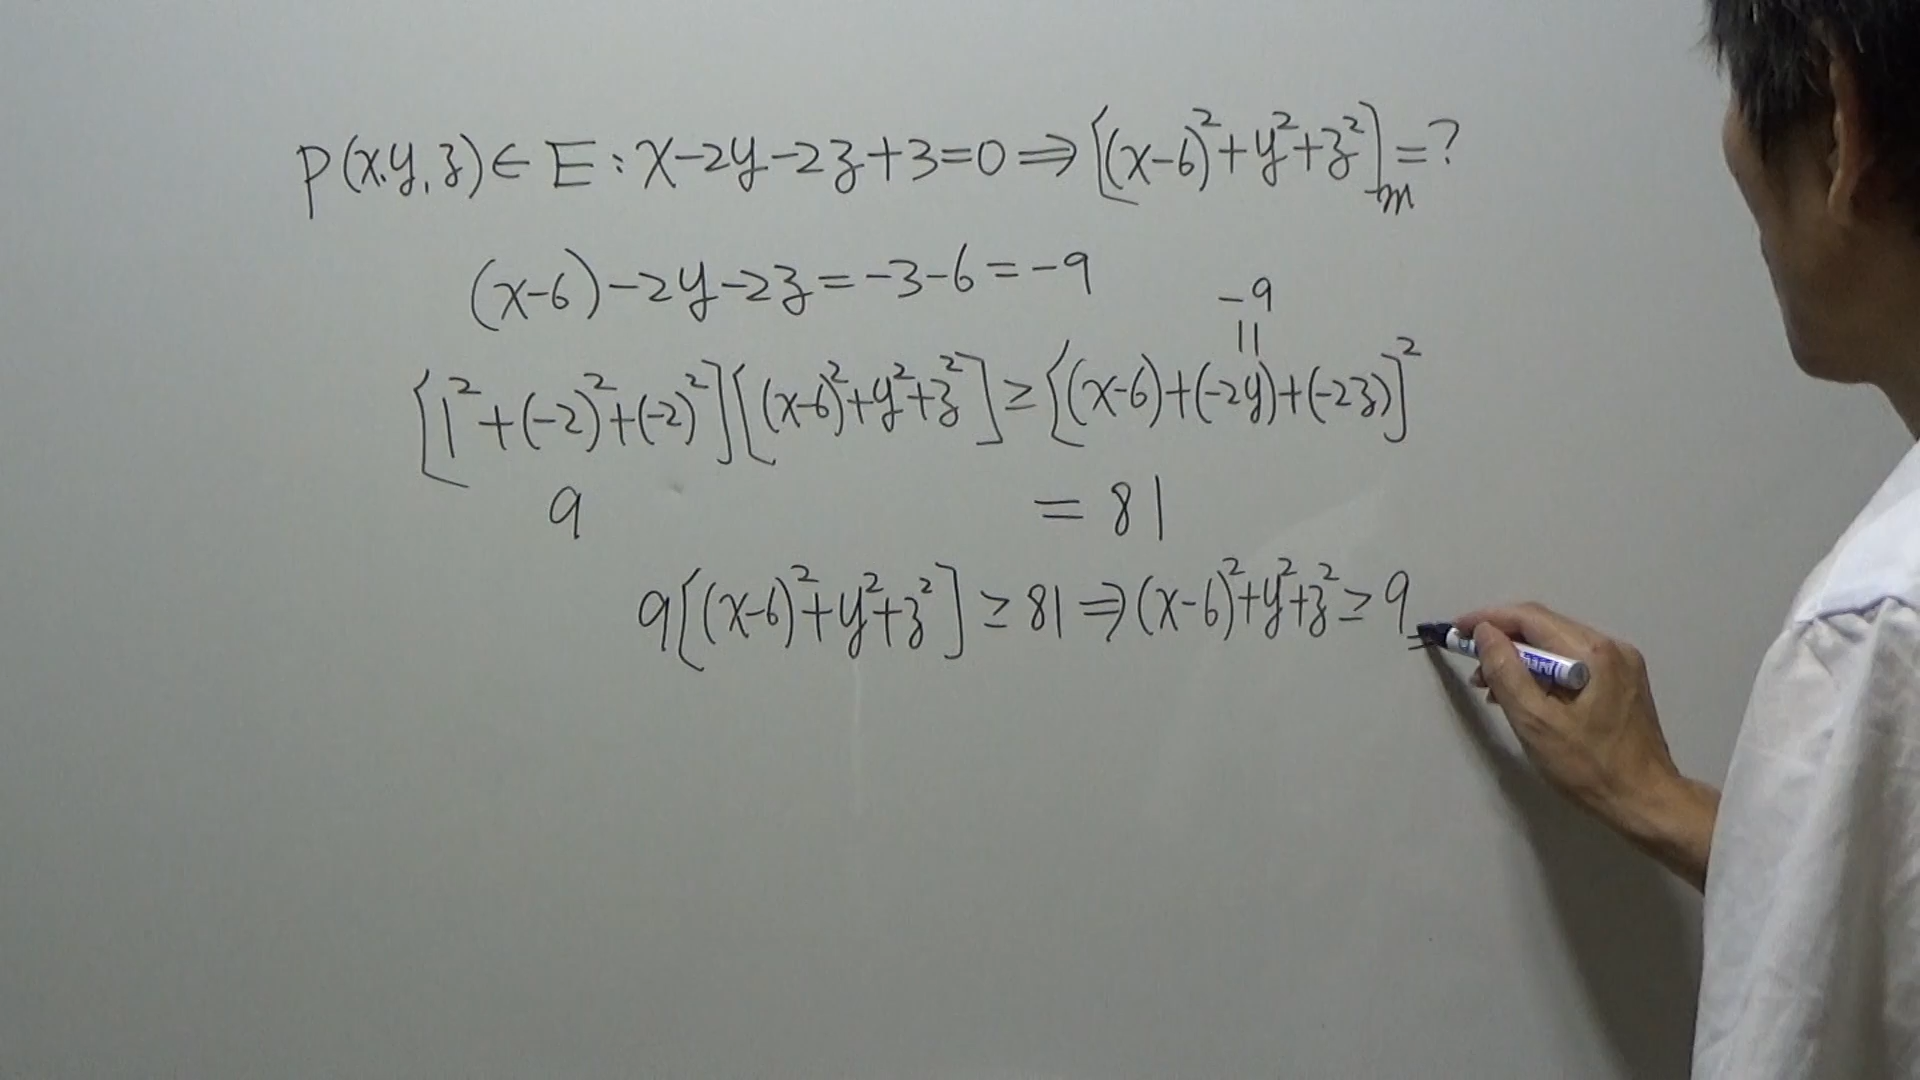 P(x,y,z)∈E:x-2y-2z+3=0⇒[(x-6)²+y²+z²]m=?
(x-6)-2y-2z=-3-6=-9
-9
||
[1²+(-2)²+(-2)²][(x-6)²+y²+z²]≥[(x-6)+(-2y)+(-2z)]²
9 =81
9[(x-6)²+y²+z²]≥81⇒(x-6)²+y²+z²≥9